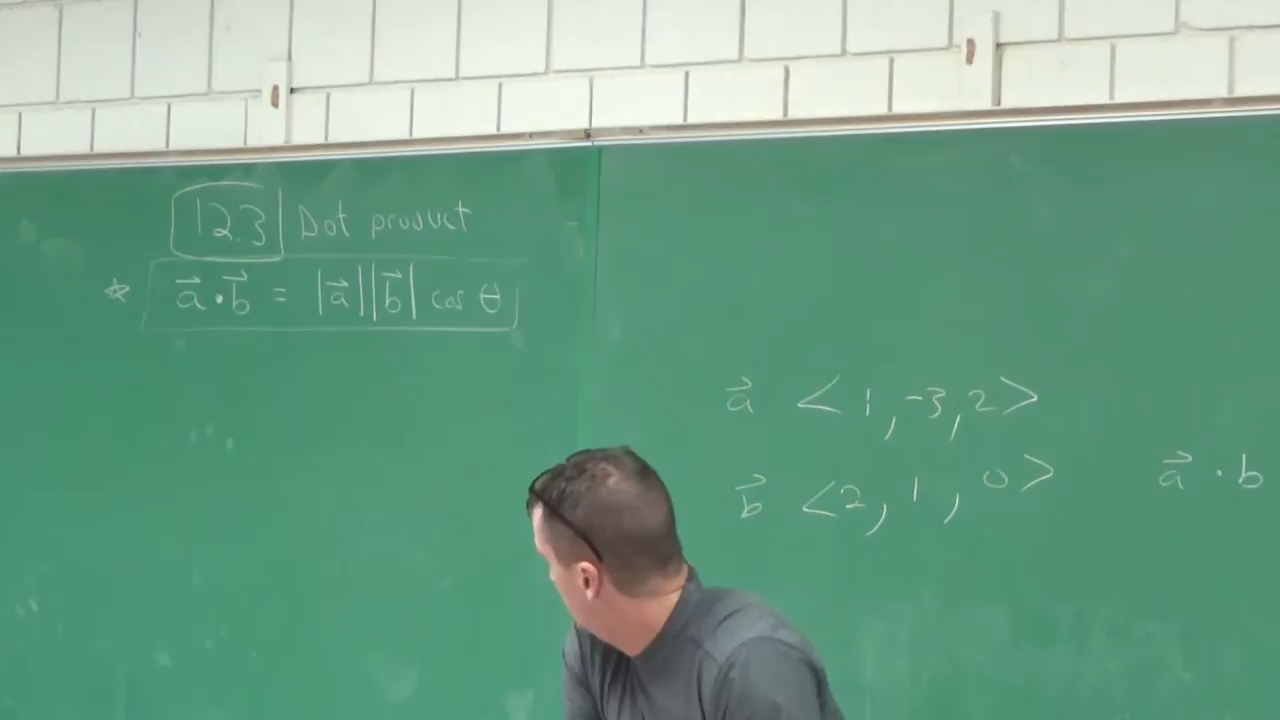 12.3 Dot product
☆ a⃗ · b⃗ = |a⃗||b⃗| cos θ
a⃗ <1, -3, 2>
b⃗ <2, 1, 0> a⃗ · b